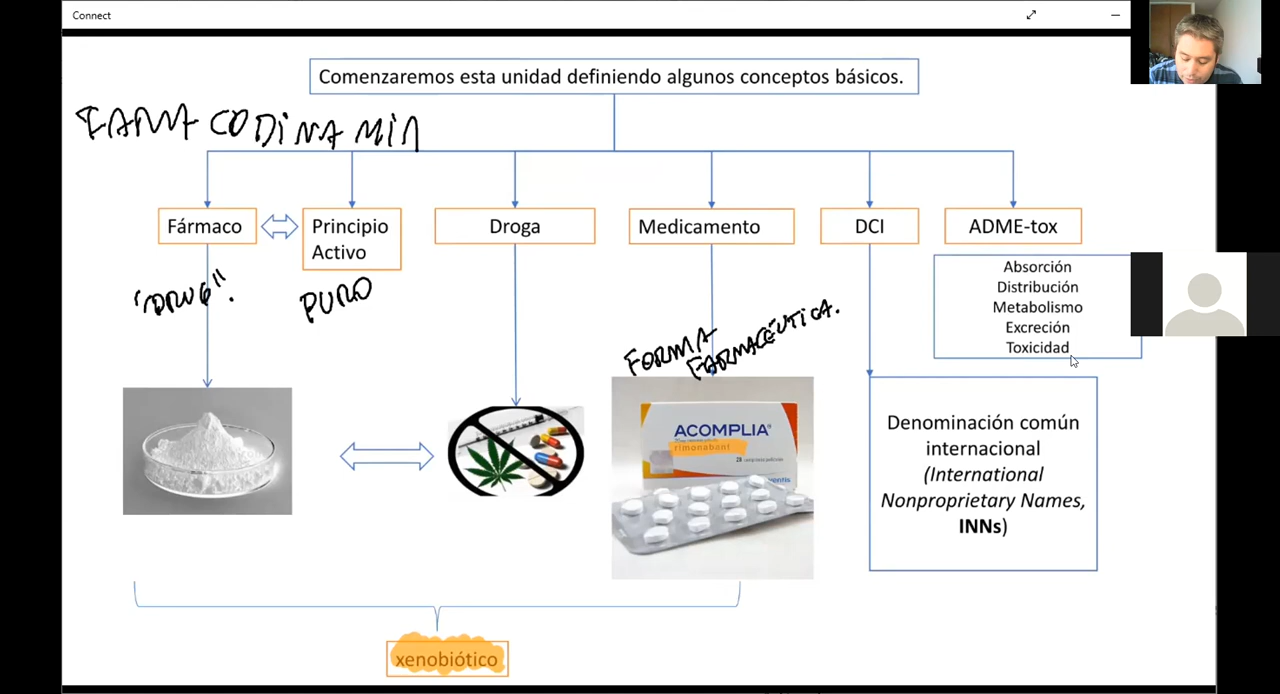 Connect
Comenzaremos esta unidad definiendo algunos conceptos básicos.
FARMACODINAMIA
Fármaco
Principio
Activo
Droga
Medicamento
DCI
ADME-tox
"DRUG".
PURO
FORMA
FARMACÉUTICA.
Absorción
Distribución
Metabolismo
Excreción
Toxicidad
ACOMPLIA
rimonabant
Denominación común
internacional
(International
Nonproprietary Names,
INNs)
xenobiótico